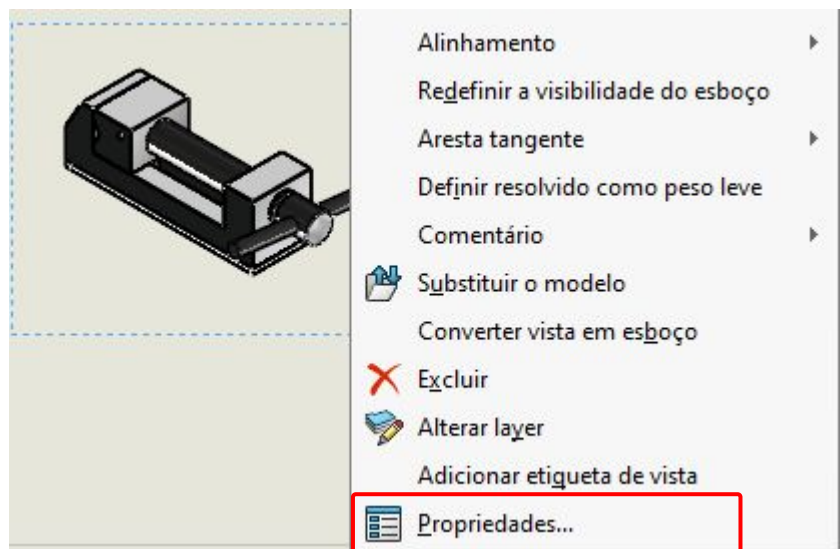 Alinhamento
Redefinir a visibilidade do esboço
Aresta tangente
Definir resolvido como peso leve
Comentário
Substituir o modelo
Converter vista em esboço
Excluir
Alterar layer
Adicionar etiqueta de vista
Propriedades...